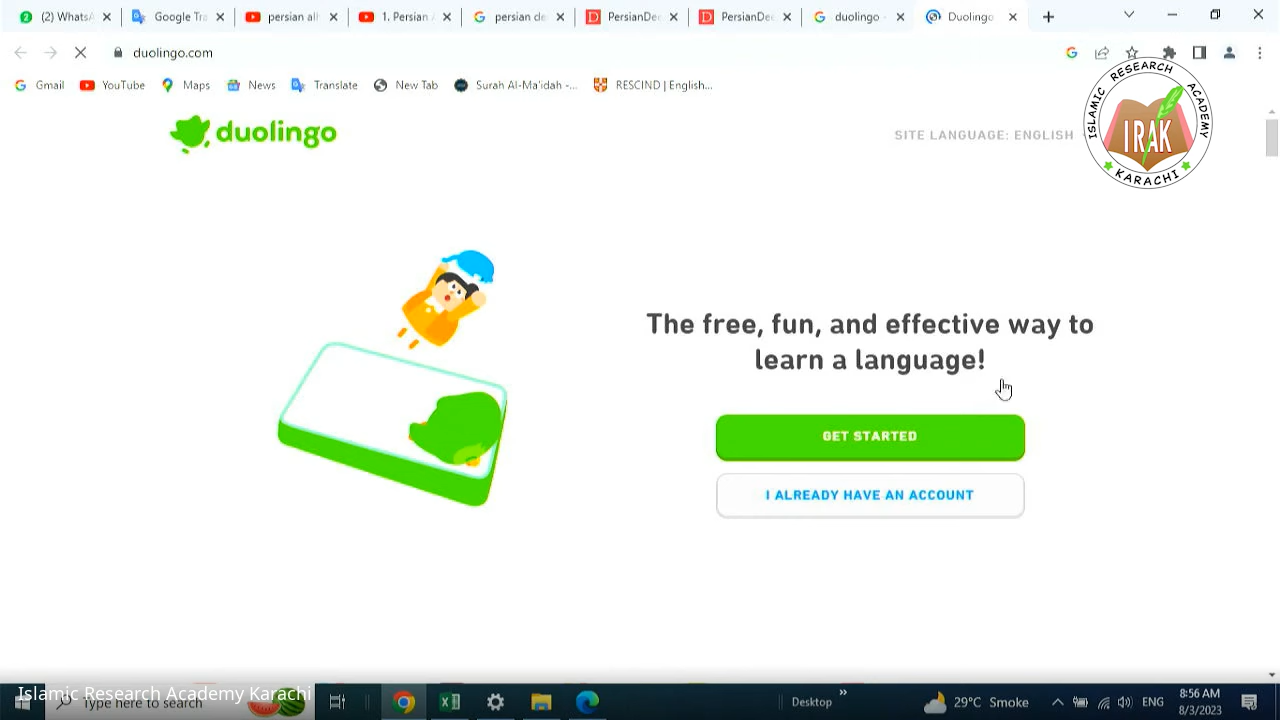 (2) WhatsA
Google Tra
persian alp
1. Persian A
persian de
PersianDee
PersianDee
duolingo -
Duolingo
duolingo.com
Gmail
YouTube
Maps
News
Translate
New Tab
Surah Al-Ma'idah -...
RESCIND | English...
duolingo
SITE LANGUAGE: ENGLISH
ISLAMIC RESEARCH ACADEMY
IRAK
KARACHI
The free, fun, and effective way to
learn a language!
GET STARTED
I ALREADY HAVE AN ACCOUNT
Islamic Research Academy Karachi
Type here to search
Desktop
29°C Smoke
ENG
8:56 AM
8/3/2023